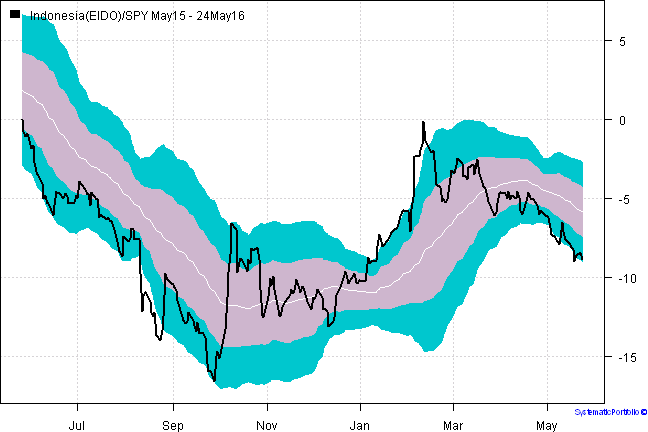 Indonesia(EIDO)/SPY May15 - 24May16
5
0
-5
-10
-15
Jul Sep Nov Jan Mar May
SystematicPortfolio ©